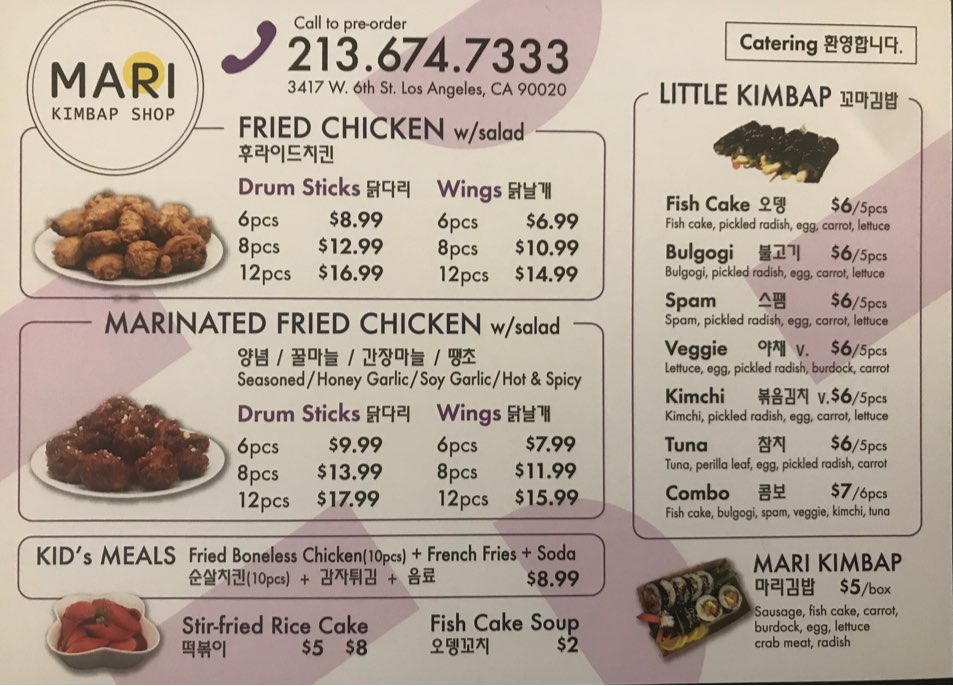 MARI
KIMBAP SHOP
Call to pre-order
213.674.7333
3417 W. 6th St. Los Angeles, CA 90020
Catering 환영합니다.
FRIED CHICKEN w/salad
후라이드치킨
Drum Sticks 닭다리 Wings 닭날개
6pcs $8.99 6pcs $6.99
8pcs $12.99 8pcs $10.99
12pcs $16.99 12pcs $14.99
MARINATED FRIED CHICKEN w/salad
양념 / 꿀마늘 / 간장마늘 / 땡초
Seasoned/Honey Garlic/Soy Garlic/Hot & Spicy
Drum Sticks 닭다리 Wings 닭날개
6pcs $9.99 6pcs $7.99
8pcs $13.99 8pcs $11.99
12pcs $17.99 12pcs $15.99
KID's MEALS Fried Boneless Chicken(10pcs) + French Fries + Soda
순살치킨(10pcs) + 감자튀김 + 음료 $8.99
Stir-fried Rice Cake
떡볶이 $5 $8
Fish Cake Soup
오뎅꼬치 $2
LITTLE KIMBAP 꼬마김밥
Fish Cake 오뎅 $6/5pcs
Fish cake, pickled radish, egg, carrot, lettuce
Bulgogi 불고기 $6/5pcs
Bulgogi, pickled radish, egg, carrot, lettuce
Spam 스팸 $6/5pcs
Spam, pickled radish, egg, carrot, lettuce
Veggie 야채 V. $6/5pcs
Lettuce, egg, pickled radish, burdock, carrot
Kimchi 볶음김치 V.$6/5pcs
Kimchi, pickled radish, egg, carrot, lettuce
Tuna 참치 $6/5pcs
Tuna, perilla leaf, egg, pickled radish, carrot
Combo 콤보 $7/6pcs
Fish cake, bulgogi, spam, veggie, kimchi, tuna
MARI KIMBAP
마리김밥 $5/box
Sausage, fish cake, carrot,
burdock, egg, lettuce
crab meat, radish